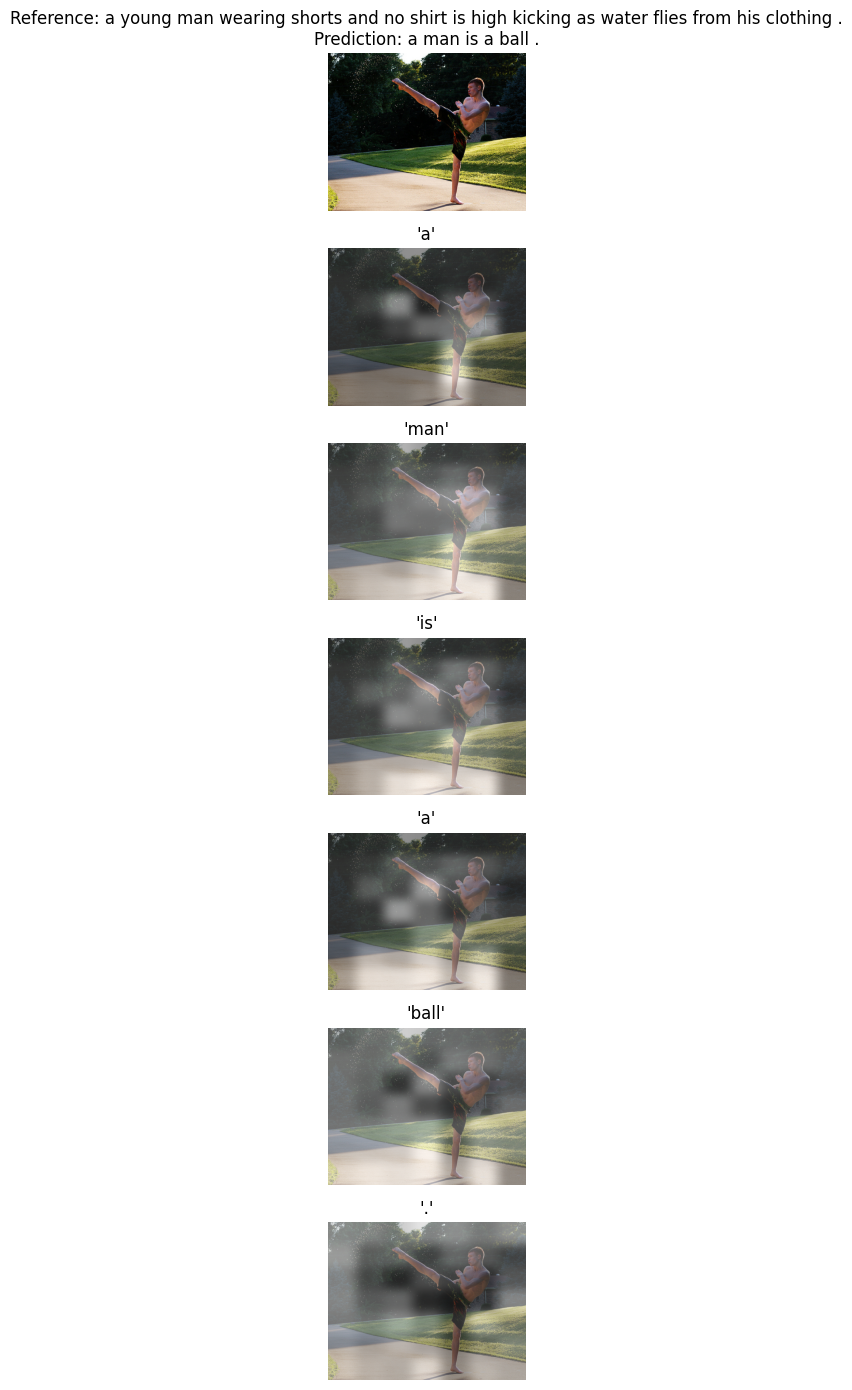 Reference: a young man wearing shorts and no shirt is high kicking as water flies from his clothing .
Prediction: a man is a ball .
'a'
'man'
'is'
'a'
'ball'
'.'